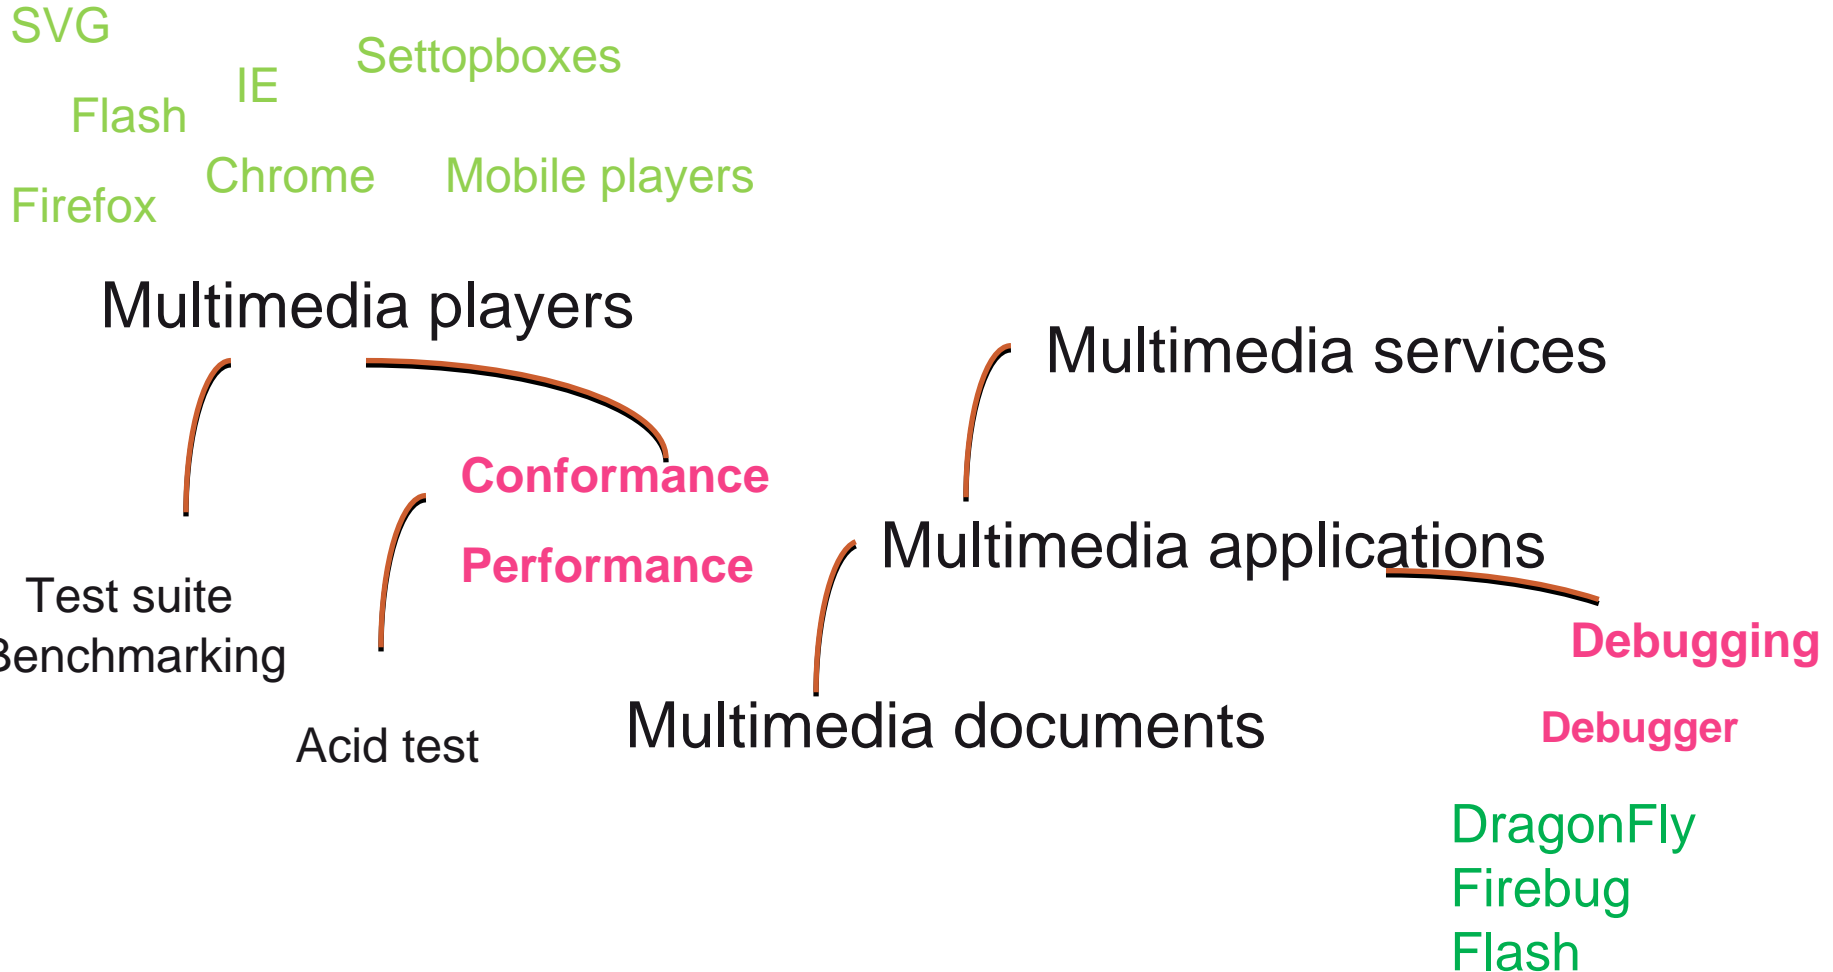 SVG
Settopboxes
IE
Flash
Chrome
Mobile players
Firefox
Multimedia players
Multimedia services
Conformance
Multimedia applications
Performance
Test suite
Benchmarking
Debugging
Multimedia documents
Debugger
Acid test
DragonFly
Firebug
Flash